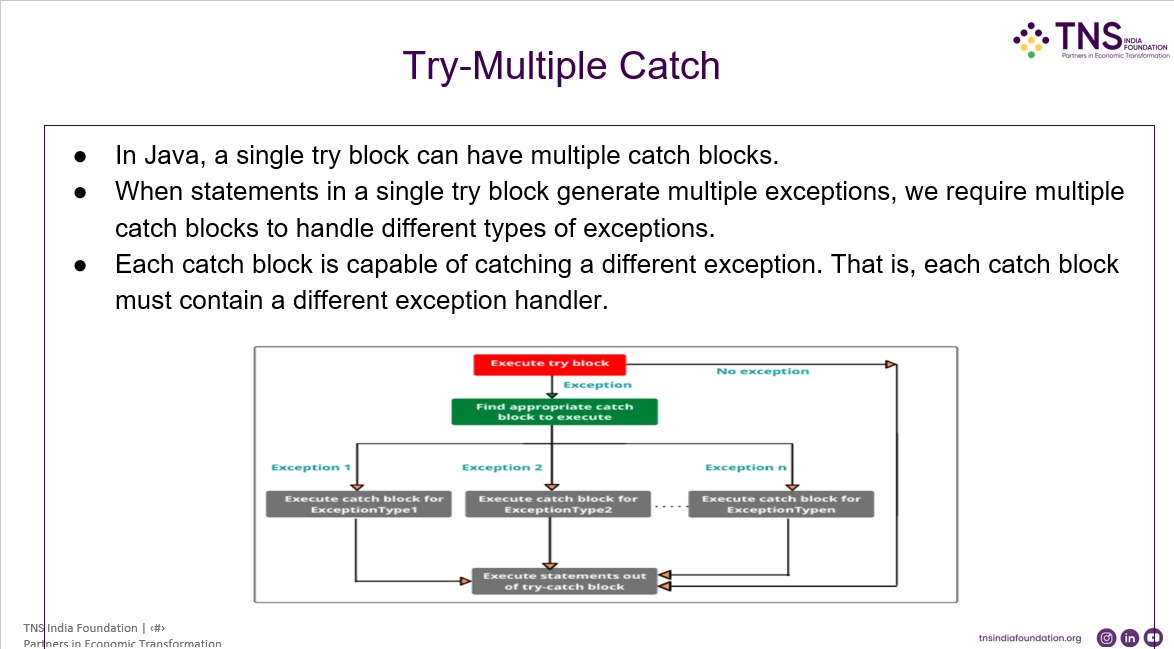 TNS INDIA
FOUNDATION
Partners in Economic Transformation
Try-Multiple Catch
● In Java, a single try block can have multiple catch blocks.
● When statements in a single try block generate multiple exceptions, we require multiple
catch blocks to handle different types of exceptions.
● Each catch block is capable of catching a different exception. That is, each catch block
must contain a different exception handler.
Execute try block
No exception
Exception
Find appropriate catch
block to execute
Exception 1
Exception 2
Exception n
Execute catch block for
ExceptionType1
Execute catch block for
ExceptionType2
.....
Execute catch block for
ExceptionTypen
Execute statements out
of try-catch block
TNS India Foundation | ‹#›
Partners in Economic Transformation
tnsindiafoundation.org